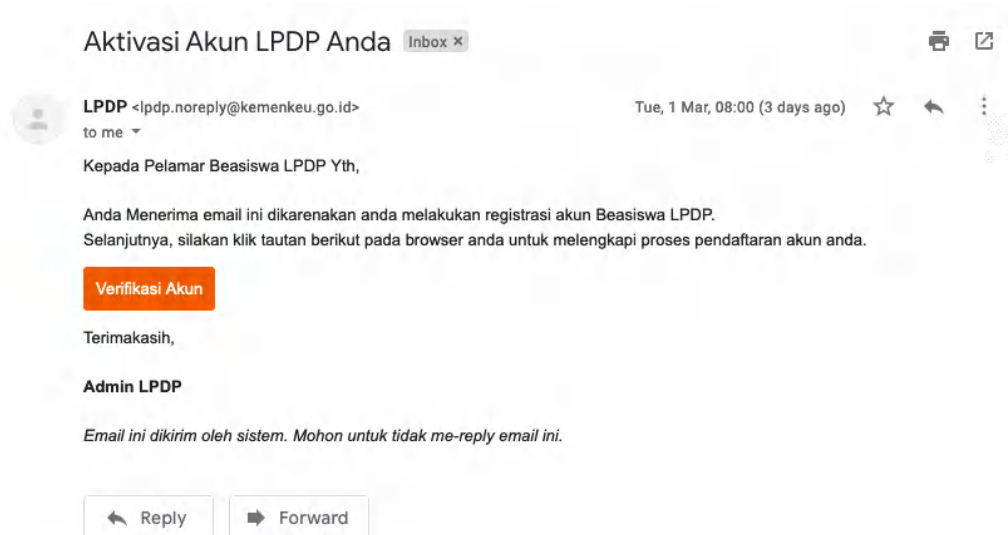 Aktivasi Akun LPDP Anda Inbox ×
LPDP <lpdp.noreply@kemenkeu.go.id> Tue, 1 Mar, 08:00 (3 days ago)
to me
Kepada Pelamar Beasiswa LPDP Yth,
Anda Menerima email ini dikarenakan anda melakukan registrasi akun Beasiswa LPDP.
Selanjutnya, silakan klik tautan berikut pada browser anda untuk melengkapi proses pendaftaran akun anda.
Verifikasi Akun
Terimakasih,
Admin LPDP
Email ini dikirim oleh sistem. Mohon untuk tidak me-reply email ini.
Reply Forward